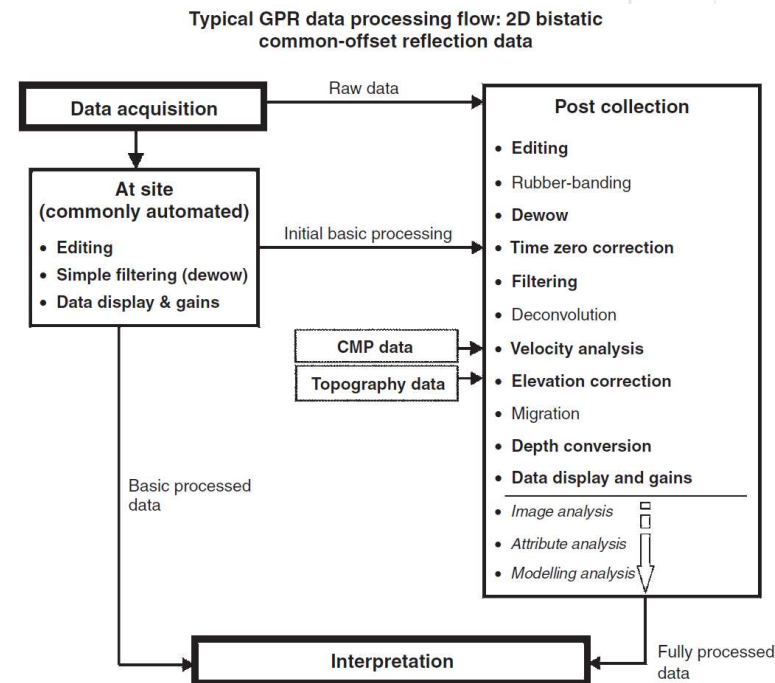 Typical GPR data processing flow: 2D bistatic
common-offset reflection data
Data acquisition
Raw data
At site
(commonly automated)
• Editing
• Simple filtering (dewow)
• Data display & gains
Initial basic processing
CMP data
Topography data
Basic processed
data
Post collection
• Editing
• Rubber-banding
• Dewow
• Time zero correction
• Filtering
• Deconvolution
• Velocity analysis
• Elevation correction
• Migration
• Depth conversion
• Data display and gains
• Image analysis
• Attribute analysis
• Modelling analysis
Fully processed
data
Interpretation